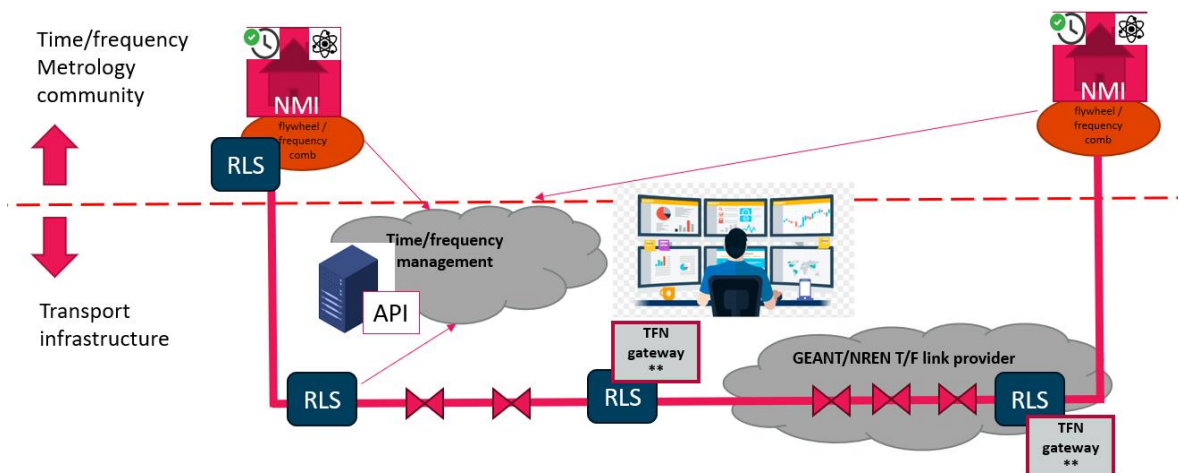 Time/frequency
Metrology
community
NMI
flywheel /
frequency
comb
RLS
NMI
flywheel /
frequency
comb
Time/frequency
management
API
Transport
infrastructure
RLS
TFN
gateway
**
RLS
GEANT/NREN T/F link provider
RLS
TFN
gateway
**